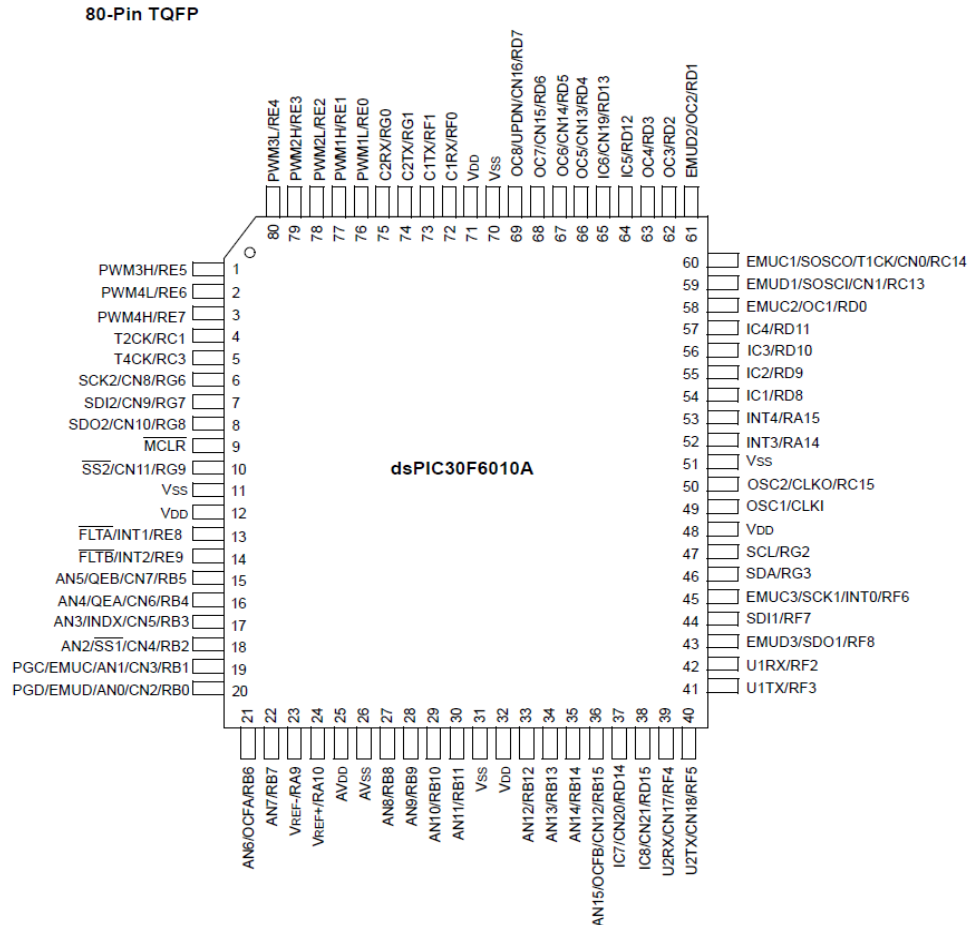 80-Pin TQFP
PWM3L/RE4
PWM2H/RE3
PWM2L/RE2
PWM1H/RE1
PWM1L/RE0
C2RX/RG0
C2TX/RG1
C1TX/RF1
C1RX/RF0
VDD
VSS
OC8/UPDN/CN16/RD7
OC7/CN15/RD6
OC6/CN14/RD5
OC5/CN13/RD4
IC6/CN19/RD13
IC5/RD12
OC4/RD3
OC3/RD2
EMUD2/OC2/RD1
80
79
78
77
76
75
74
73
72
71
70
69
68
67
66
65
64
63
62
61
PWM3H/RE5 1
PWM4L/RE6 2
PWM4H/RE7 3
T2CK/RC1 4
T4CK/RC3 5
SCK2/CN8/RG6 6
SDI2/CN9/RG7 7
SDO2/CN10/RG8 8
MCLR 9
SS2/CN11/RG9 10
VSS 11
VDD 12
FLTA/INT1/RE8 13
FLTB/INT2/RE9 14
AN5/QEB/CN7/RB5 15
AN4/QEA/CN6/RB4 16
AN3/INDX/CN5/RB3 17
AN2/SS1/CN4/RB2 18
PGC/EMUC/AN1/CN3/RB1 19
PGD/EMUD/AN0/CN2/RB0 20
dsPIC30F6010A
60 EMUC1/SOSCO/T1CK/CN0/RC14
59 EMUD1/SOSCI/CN1/RC13
58 EMUC2/OC1/RD0
57 IC4/RD11
56 IC3/RD10
55 IC2/RD9
54 IC1/RD8
53 INT4/RA15
52 INT3/RA14
51 VSS
50 OSC2/CLKO/RC15
49 OSC1/CLKI
48 VDD
47 SCL/RG2
46 SDA/RG3
45 EMUC3/SCK1/INT0/RF6
44 SDI1/RF7
43 EMUD3/SDO1/RF8
42 U1RX/RF2
41 U1TX/RF3
21
22
23
24
25
26
27
28
29
30
31
32
33
34
35
36
37
38
39
40
AN6/OCFA/RB6
AN7/RB7
VREF-/RA9
VREF+/RA10
AVDD
AVSS
AN8/RB8
AN9/RB9
AN10/RB10
AN11/RB11
VSS
VDD
AN12/RB12
AN13/RB13
AN14/RB14
AN15/OCFB/CN12/RB15
IC7/CN20/RD14
IC8/CN21/RD15
U2RX/CN17/RF4
U2TX/CN18/RF5